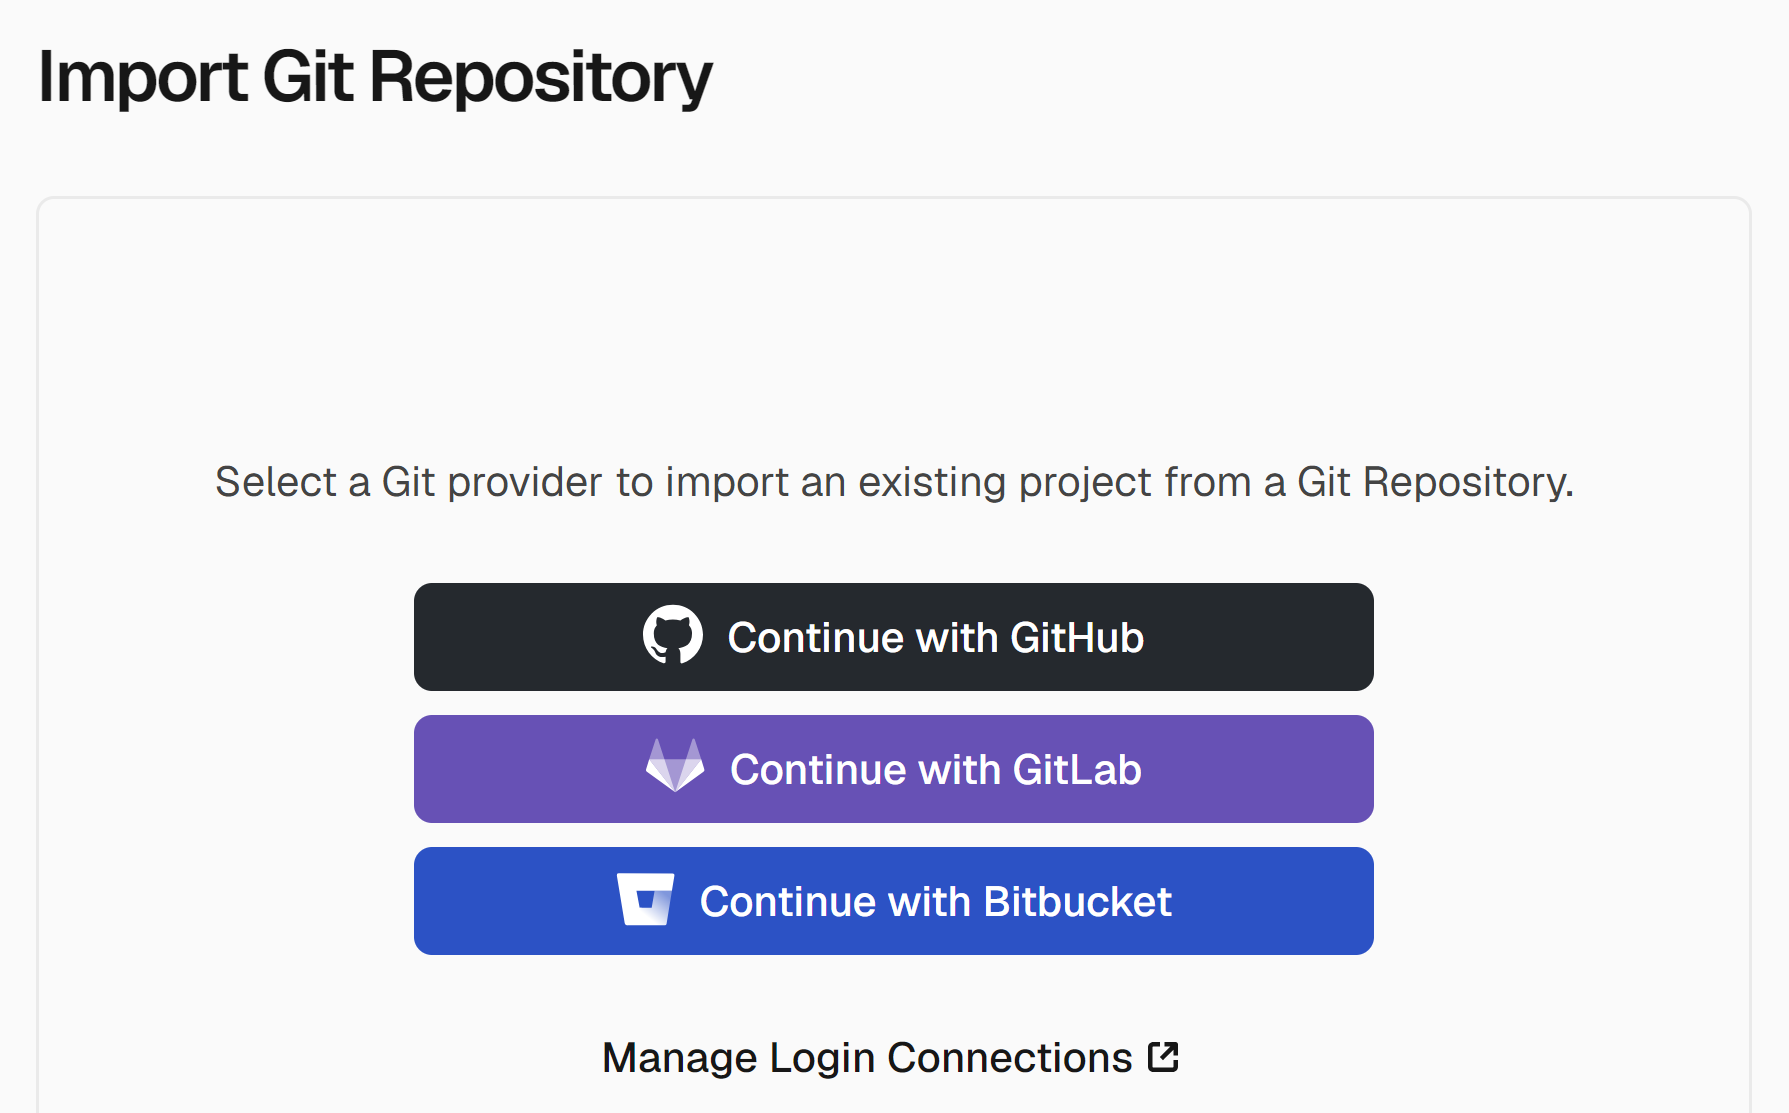 Import Git Repository
Select a Git provider to import an existing project from a Git Repository.
Continue with GitHub
Continue with GitLab
Continue with Bitbucket
Manage Login Connections